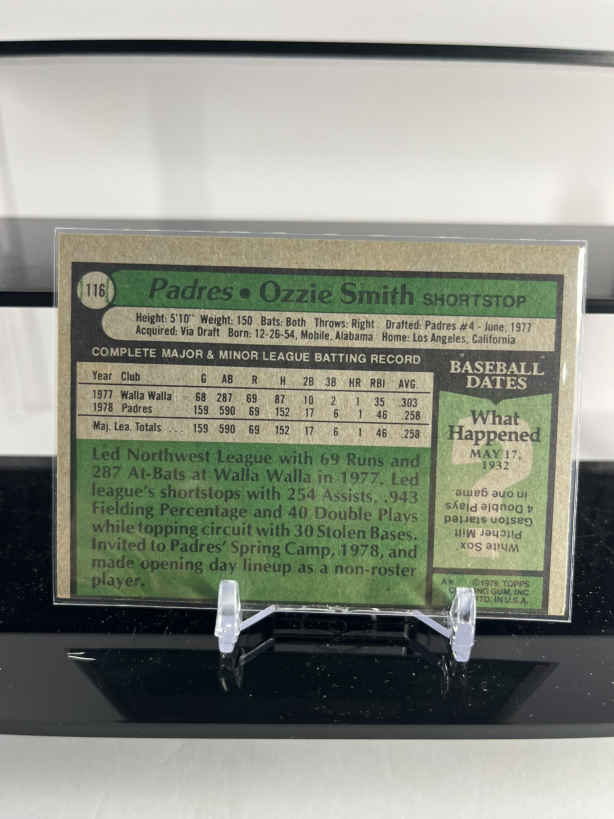 116
Padres • Ozzie Smith SHORTSTOP
Height: 5'10" Weight: 150 Bats: Both Throws: Right Drafted: Padres #4 - June, 1977
Acquired: Via Draft Born: 12-26-54, Mobile, Alabama Home: Los Angeles, California
COMPLETE MAJOR & MINOR LEAGUE BATTING RECORD
Year Club G AB R H 2B 3B HR RBI AVG.
1977 Walla Walla 68 287 69 87 10 2 1 35 .303
1978 Padres 159 590 69 152 17 6 1 46 .258
Maj. Lea. Totals ... 159 590 69 152 17 6 1 46 .258
Led Northwest League with 69 Runs and
287 At-Bats at Walla Walla in 1977. Led
league's shortstops with 254 Assists, .943
Fielding Percentage and 40 Double Plays
while topping circuit with 30 Stolen Bases.
Invited to Padres' Spring Camp, 1978, and
made opening day lineup as a non-roster
player.
BASEBALL
DATES
What
Happened
MAY 17,
1932
?
White Sox
Pitcher Milt
Gaston started
4 Double Plays
in one game
A* ©1979 TOPPS
ING GUM, INC
TD. IN U.S.A.